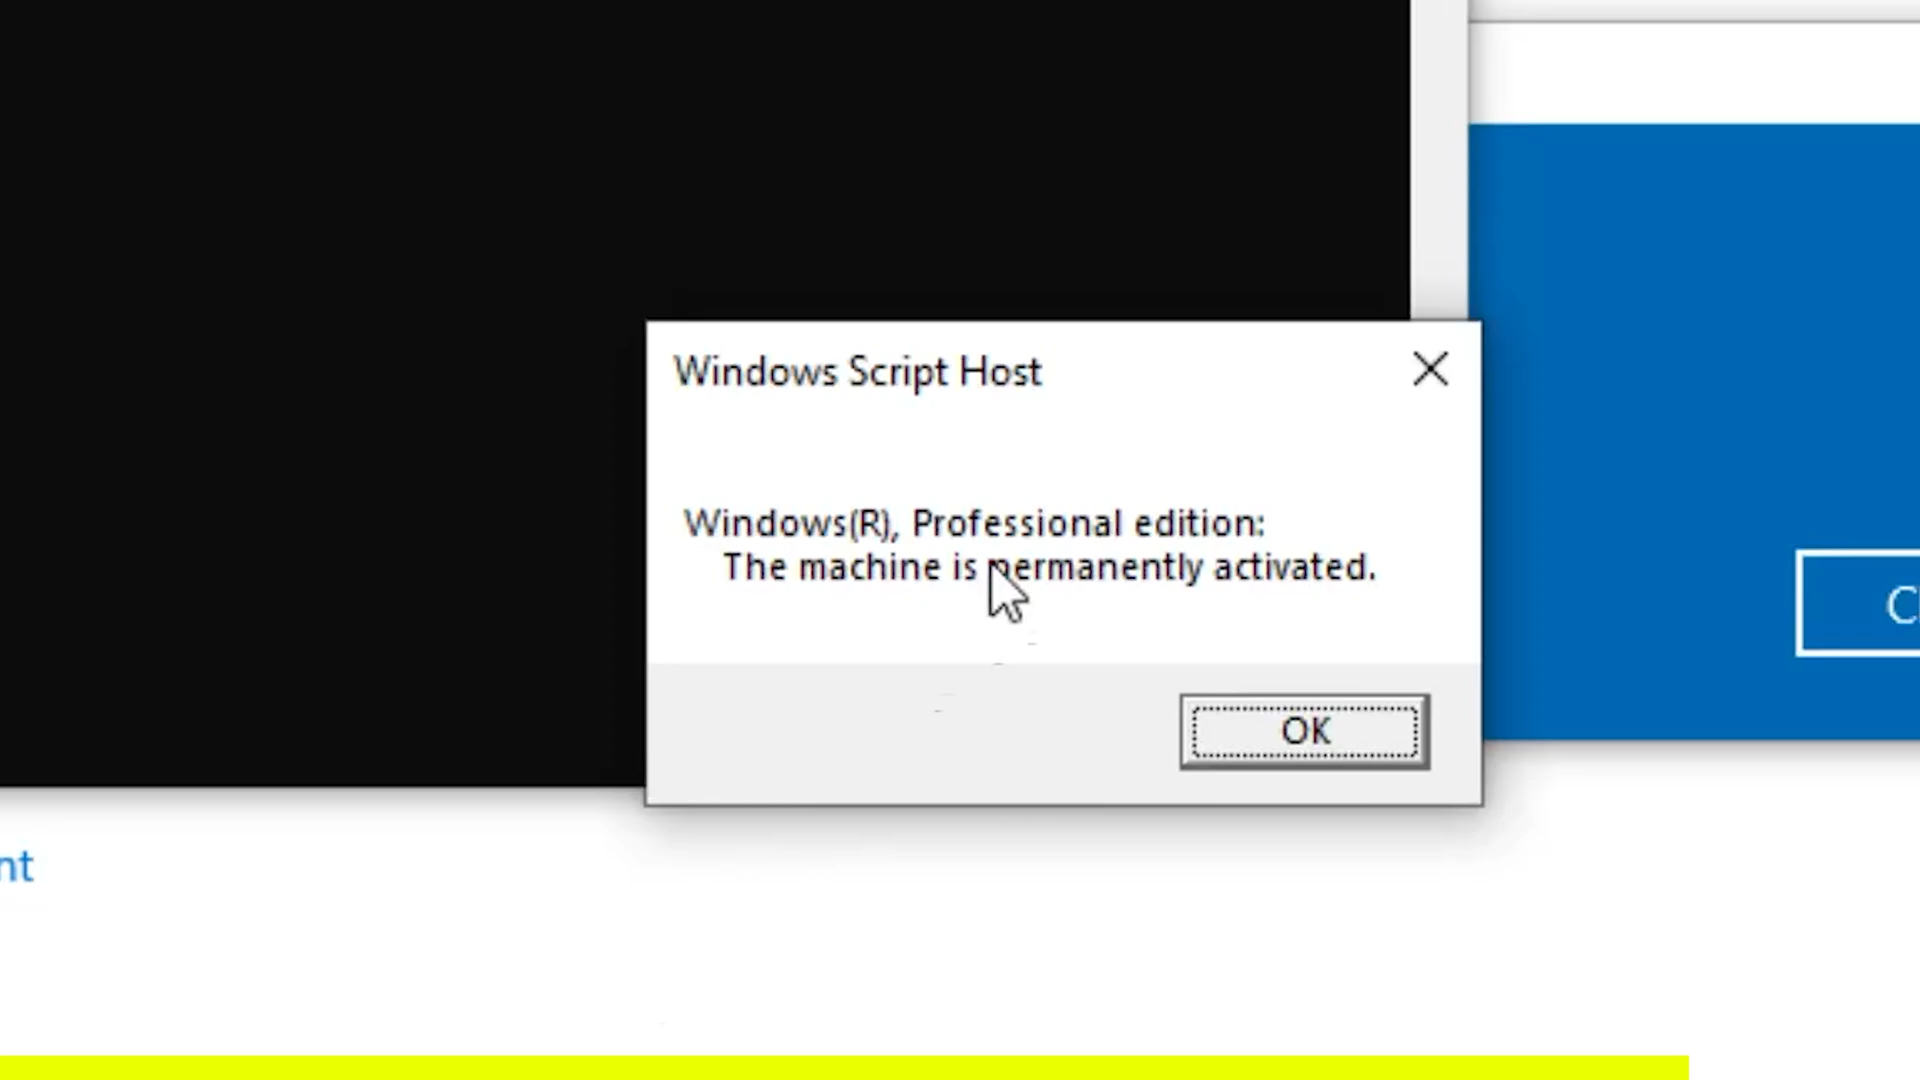 Windows Script Host
Windows(R), Professional edition:
The machine is permanently activated.
OK
C
nt